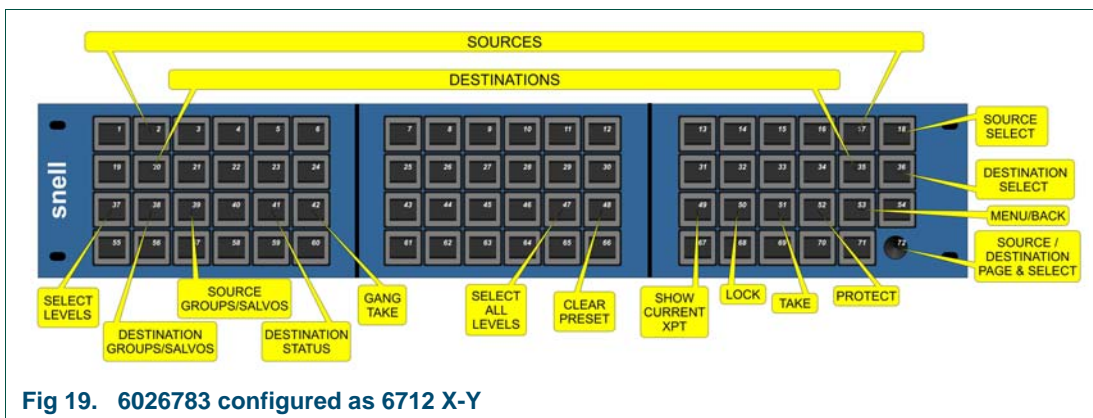 SOURCES
DESTINATIONS
1 2 3 4 5 6 7 8 9 10 11 12 13 14 15 16 17 18
SOURCE
SELECT
19 20 21 22 23 24 25 26 27 28 29 30 31 32 33 34 35 36
DESTINATION
SELECT
snell
37 38 39 40 41 42 43 44 45 46 47 48 49 50 51 52 53 54
MENU/BACK
55 56 57 58 59 60 61 62 63 64 65 66 67 68 69 70 71 72
SOURCE /
DESTINATION
PAGE & SELECT
SELECT
LEVELS
DESTINATION
GROUPS/SALVOS
SOURCE
GROUPS/SALVOS
DESTINATION
STATUS
GANG
TAKE
SELECT
ALL
LEVELS
CLEAR
PRESET
SHOW
CURRENT
XPT
LOCK
TAKE
PROTECT
Fig 19. 6026783 configured as 6712 X-Y